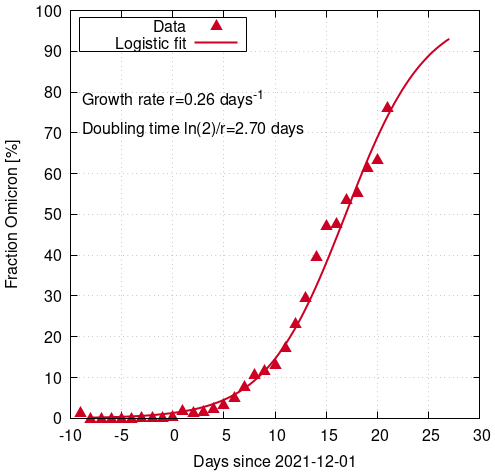 100
90
80
70
60
50
40
30
20
10
0
-10 -5 0 5 10 15 20 25 30
Fraction Omicron [%]
Days since 2021-12-01
Data
Logistic fit
Growth rate r=0.26 days⁻¹
Doubling time ln(2)/r=2.70 days